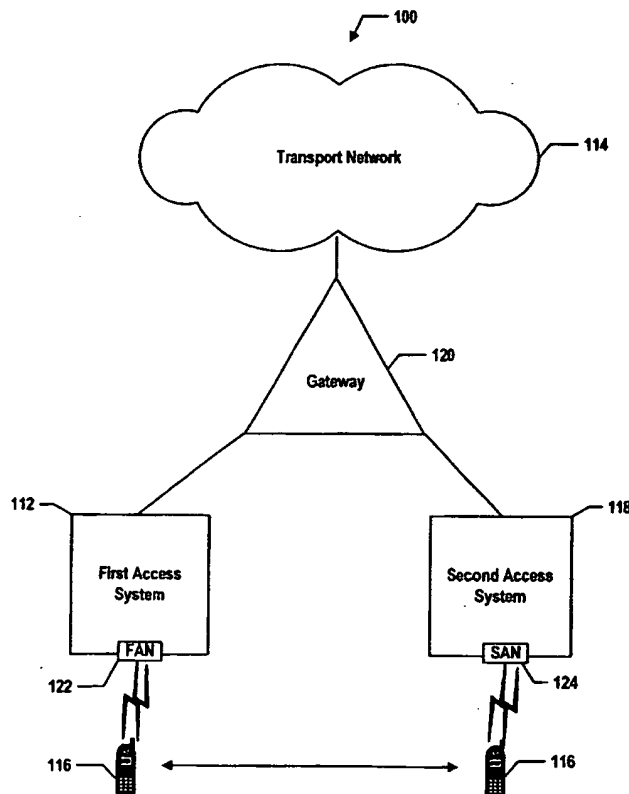 100
Transport Network
114
120
Gateway
112
118
First Access
System
Second Access
System
FAN
SAN
122
124
116
116